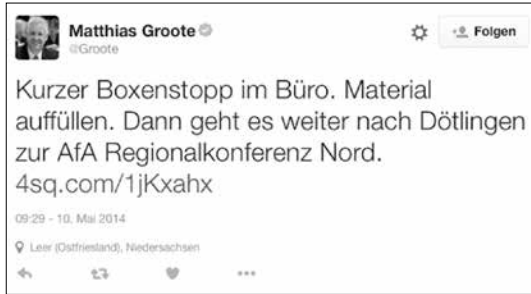 Matthias Groote
@Groote
Folgen
Kurzer Boxenstopp im Büro. Material
auffüllen. Dann geht es weiter nach Dötlingen
zur AfA Regionalkonferenz Nord.
4sq.com/1jKxahx
09:29 - 10. Mai 2014
Leer (Ostfriesland), Niedersachsen